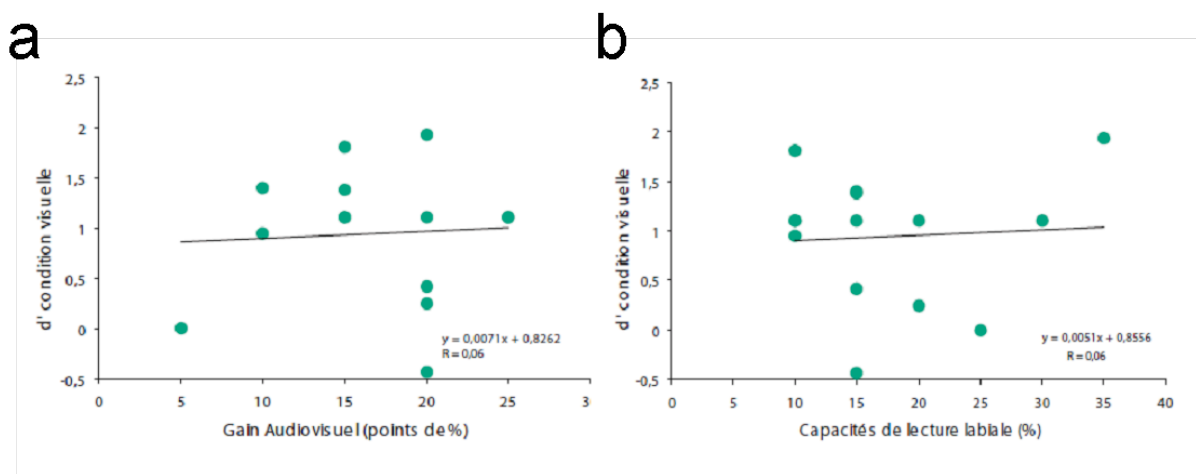 a
2,5
2
1,5
1
0,5
0
-0,5
d' condition visuelle
y = 0,0071x + 0,8262
R = 0,06
0 5 10 15 20 25 3
Gain Audiovisuel (points de %)
b
2,5
2
1,5
1
0,5
0
-0,5
d' condition visuelle
y = 0,0051x + 0,8556
R = 0,06
0 5 10 15 20 25 30 35 40
Capacités de lecture labiale (%)